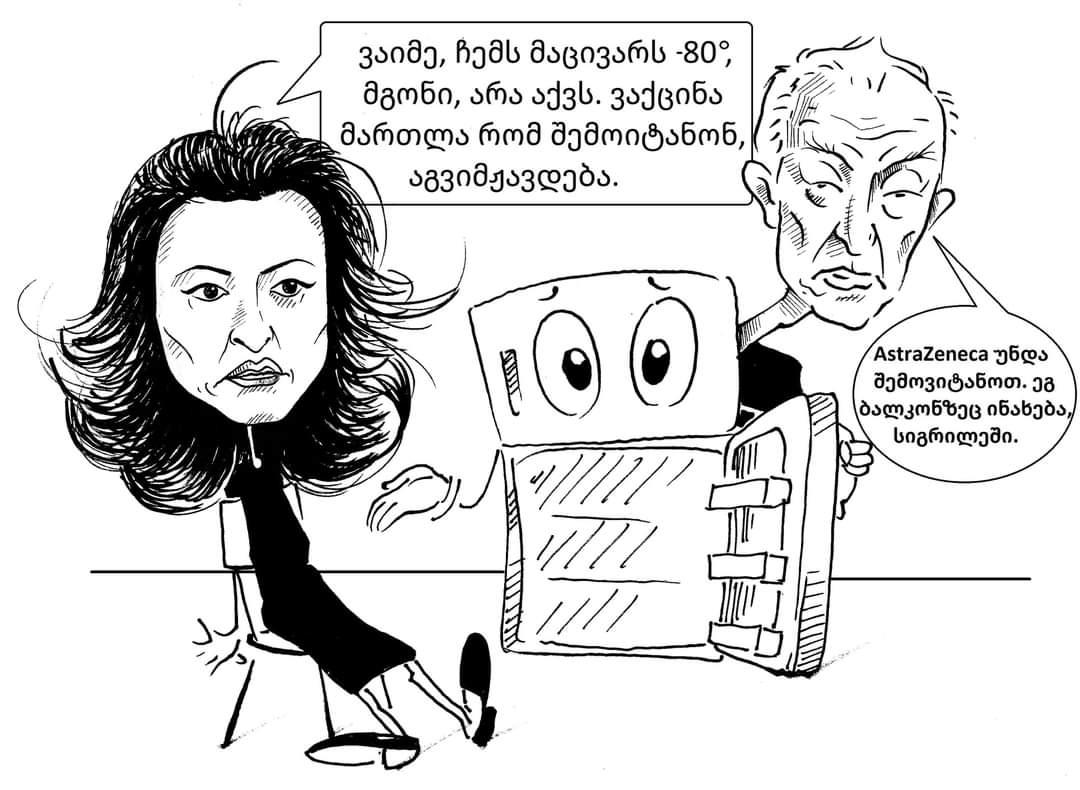 ვაიმე, ჩემს მაცივარს -80°,
მგონი, არა აქვს. ვაქცინა
მართლა რომ შემოიტანონ,
აგვიმჟავდება.
AstraZeneca უნდა
შემოვიტანოთ. ეგ
ბალკონზეც ინახება,
სიგრილეში.